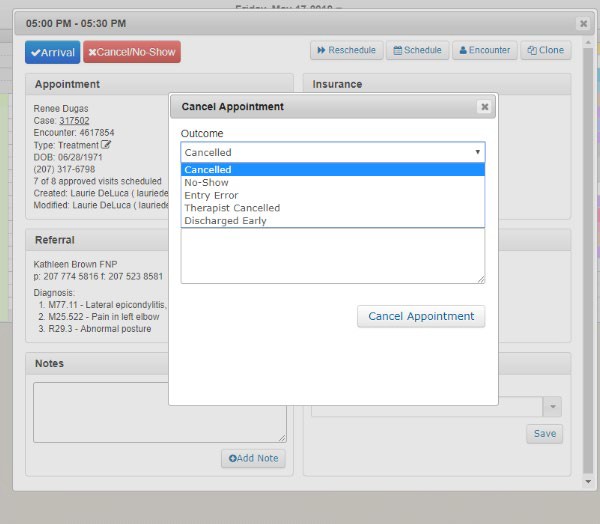 Friday, May 17, 2019
05:00 PM - 05:30 PM
Arrival
Cancel/No-Show
Reschedule
Schedule
Encounter
Clone
Appointment
Insurance
Renee Dugas
Case: 317502
Encounter: 4617854
Type: Treatment
DOB: 06/28/1971
(207) 317-6798
7 of 8 approved visits scheduled
Created: Laurie DeLuca ( lauriede
Modified: Laurie DeLuca ( lauriede
Cancel Appointment
Outcome
Cancelled
Cancelled
No-Show
Entry Error
Therapist Cancelled
Discharged Early
Cancel Appointment
Referral
Kathleen Brown FNP
p: 207 774 5816 f: 207 523 8581
Diagnosis:
1. M77.11 - Lateral epicondylitis,
2. M25.522 - Pain in left elbow
3. R29.3 - Abnormal posture
Notes
Add Note
Save